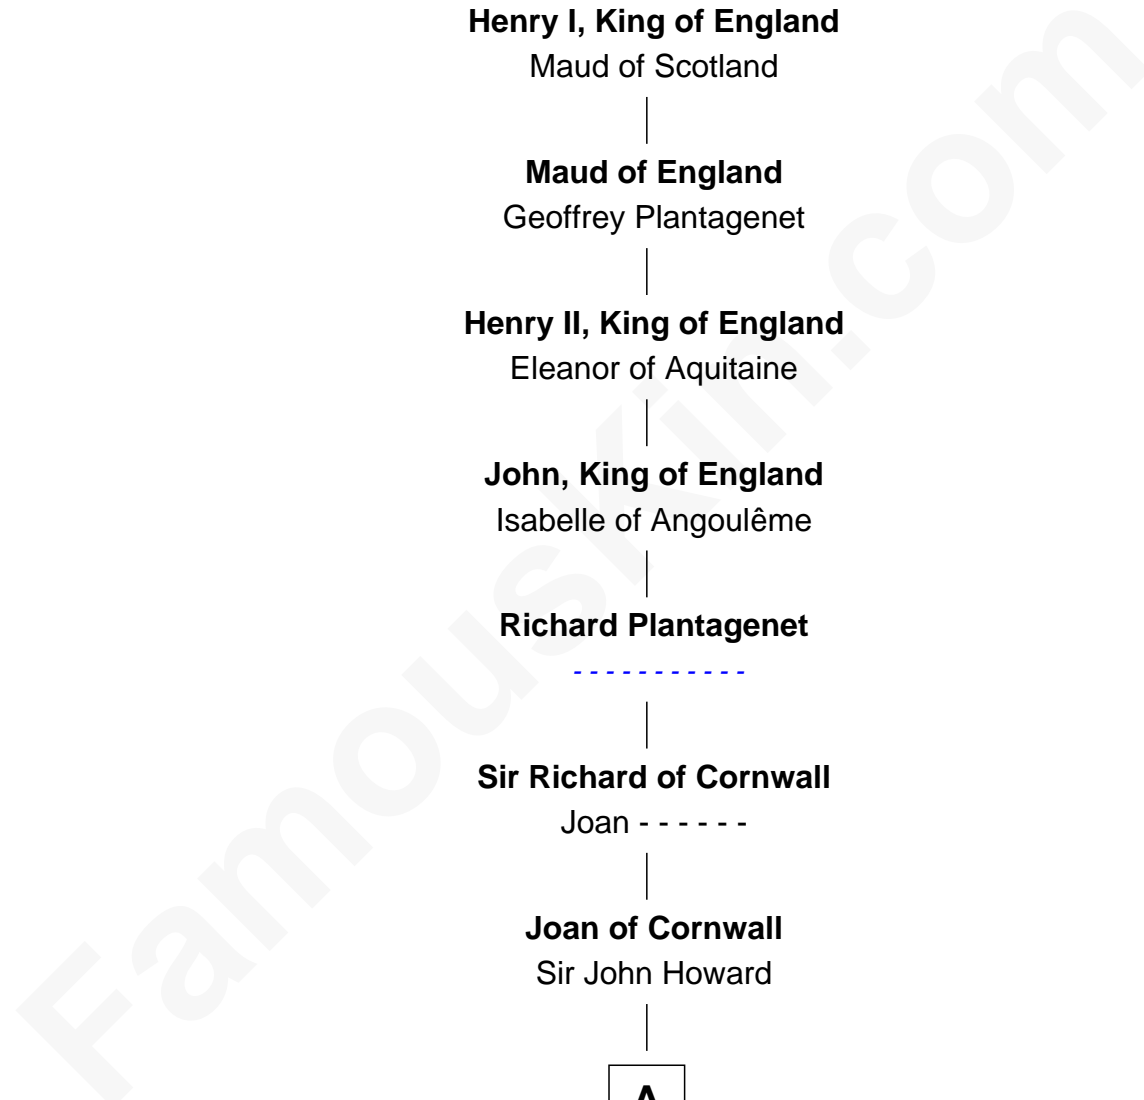 Henry I, King of England
Maud of Scotland
Maud of England
Geoffrey Plantagenet
Henry II, King of England
Eleanor of Aquitaine
John, King of England
Isabelle of Angoulême
Richard Plantagenet
- - - - - - - - - - -
Sir Richard of Cornwall
Joan - - - - - -
Joan of Cornwall
Sir John Howard
A
FamousKin.com